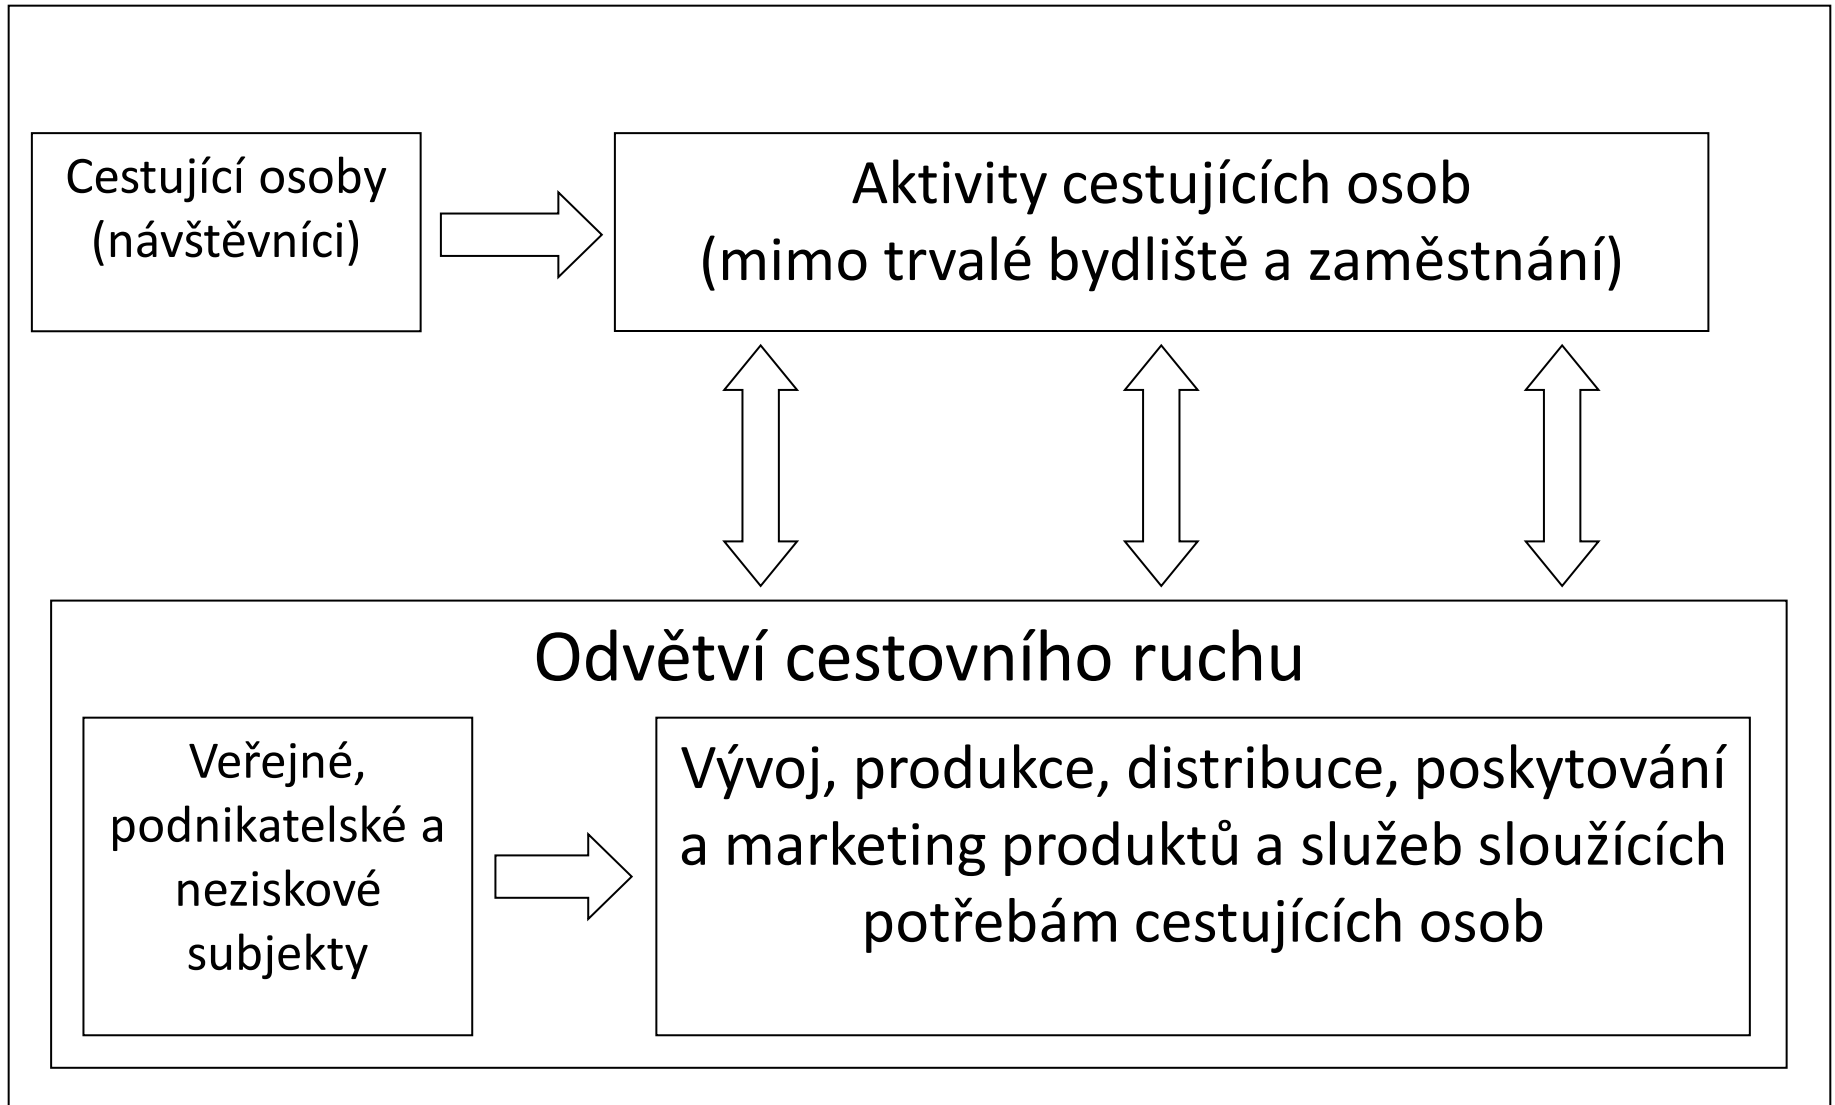 Cestující osoby
(návštěvníci)
Aktivity cestujících osob
(mimo trvalé bydliště a zaměstnání)
Odvětví cestovního ruchu
Veřejné,
podnikatelské a
neziskové
subjekty
Vývoj, produkce, distribuce, poskytování
a marketing produktů a služeb sloužících
potřebám cestujících osob